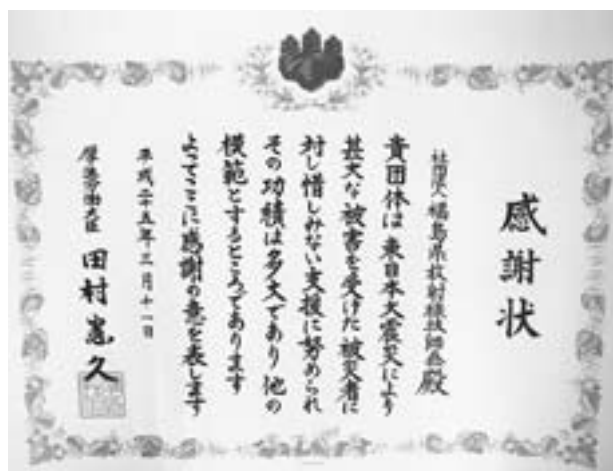 感謝状
社団法人福島県放射線技師会殿
貴団体は東日本大震災により
甚大な被害を受けた被災者に
対し惜しみない支援に努められ
その功績は多大であり他の
模範とするところであります
よってここに感謝の意を表します
平成二十五年三月十一日
厚生労働大臣 田村憲久